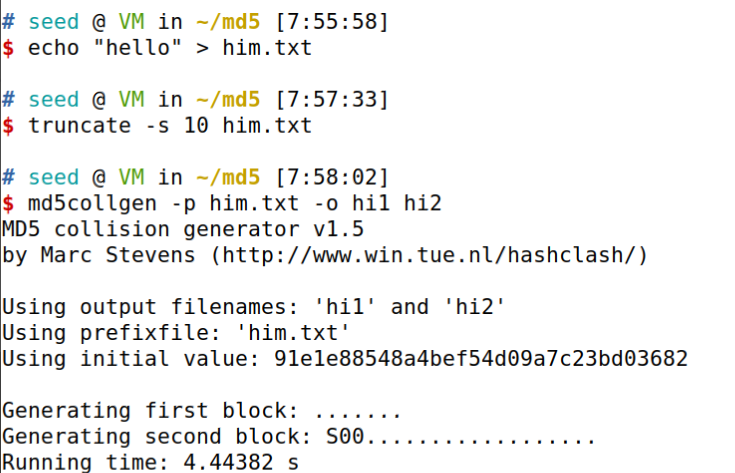 # seed @ VM in ~/md5 [7:55:58]
$ echo "hello" > him.txt
# seed @ VM in ~/md5 [7:57:33]
$ truncate -s 10 him.txt
# seed @ VM in ~/md5 [7:58:02]
$ md5collgen -p him.txt -o hi1 hi2
MD5 collision generator v1.5
by Marc Stevens (http://www.win.tue.nl/hashclash/)
Using output filenames: 'hi1' and 'hi2'
Using prefixfile: 'him.txt'
Using initial value: 91e1e88548a4bef54d09a7c23bd03682
Generating first block: .......
Generating second block: S00..................
Running time: 4.44382 s